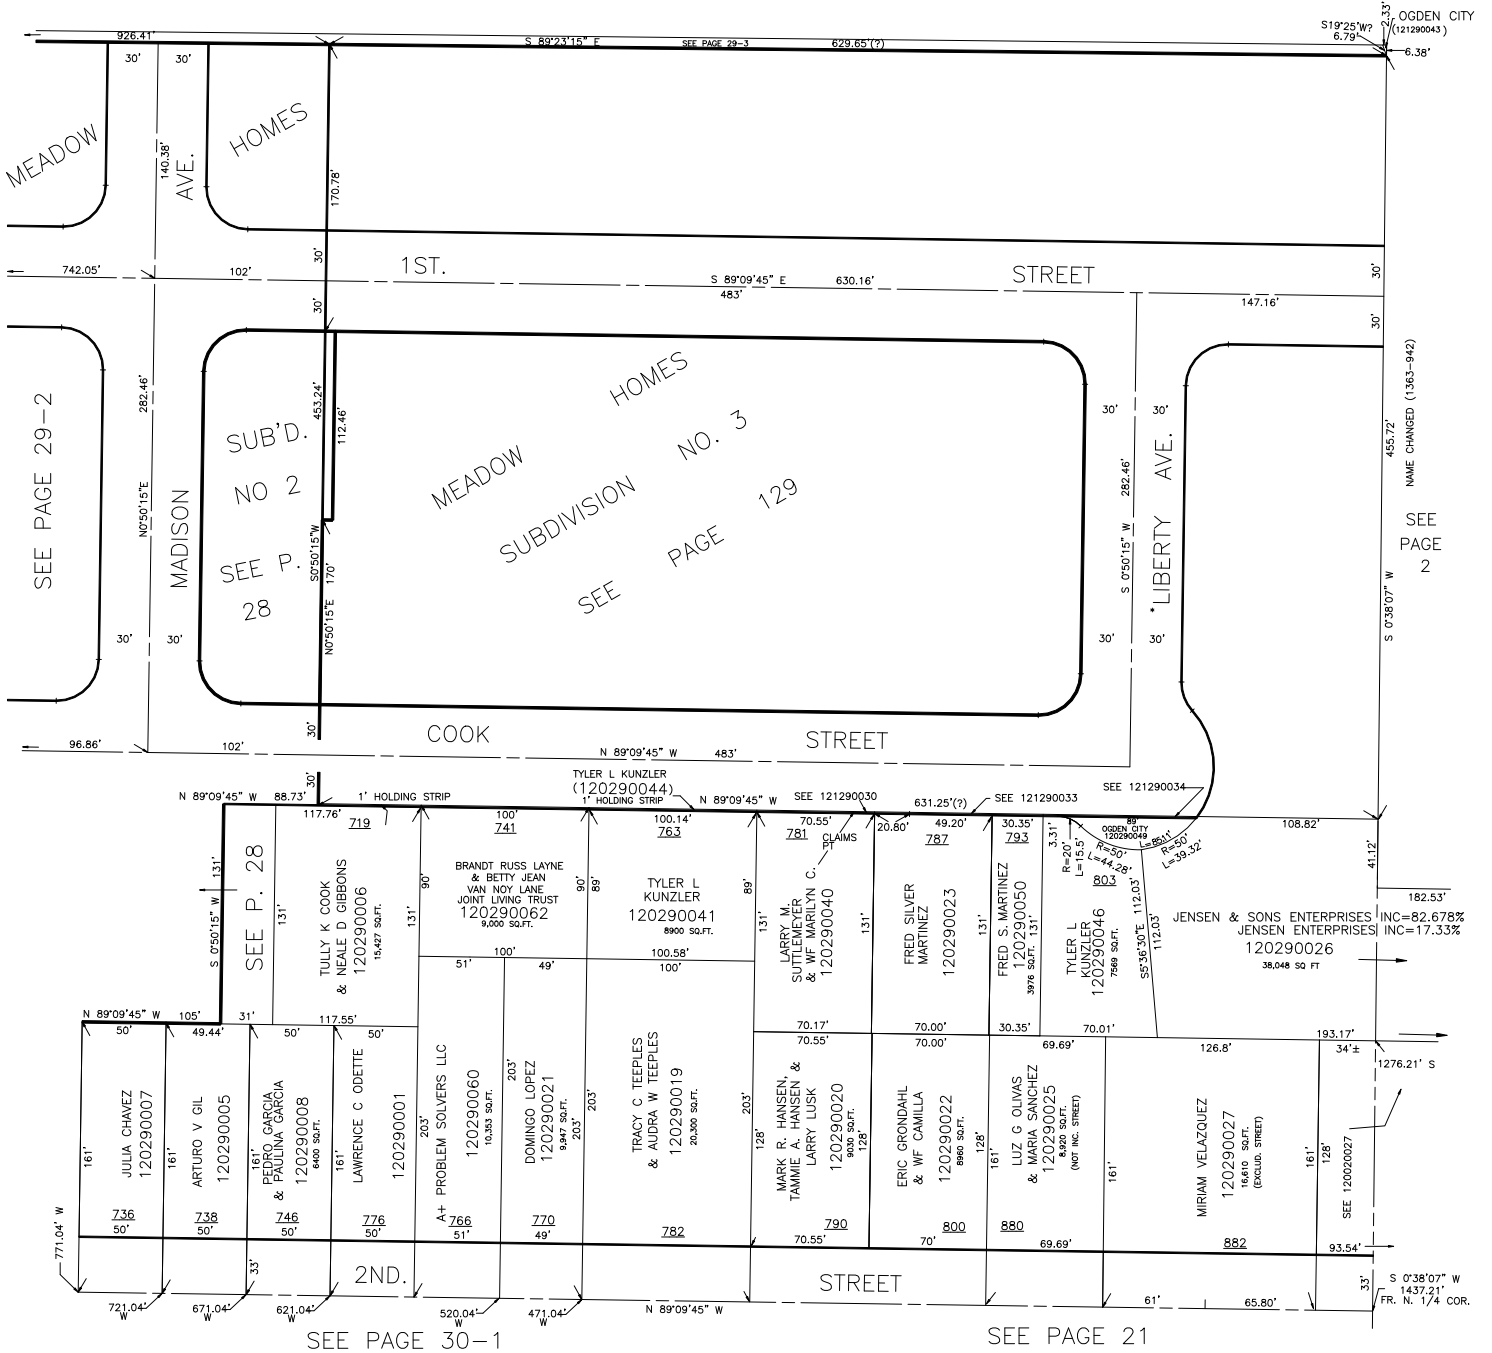 926.41'
S 89°23'15" E
SEE PAGE 29-3
629.65'(?)
S19°25'W?
6.79'
2.33'
OGDEN CITY
(121290043)
6.38'
30'
30'
MEADOW
140.38'
AVE.
HOMES
170.78'
30'
742.05'
102'
1ST.
S 89°09'45" E
630.16'
483'
STREET
147.16'
30'
30'
30'
SEE PAGE 29-2
282.46'
N0°50'15"E
MADISON
30'
30'
SUB'D.
NO 2
SEE P.
28
453.24'
112.46'
S0°50'15"W
N0°50'15"E 170'
MEADOW
HOMES
SUBDIVISION
NO. 3
SEE
PAGE
129
30'
30'
282.46'
S 0°50'15" W
*LIBERTY AVE.
30'
30'
455.72'
S 0°38'07" W
NAME CHANGED (1363-942)
SEE
PAGE
2
96.86'
102'
30'
COOK
STREET
N 89°09'45" W 483'
30'
TYLER L KUNZLER
(120290044)
N 89°09'45" W 88.73'
1' HOLDING STRIP
1' HOLDING STRIP
N 89°09'45" W
SEE 121290030
631.25'(?)
SEE 121290033
SEE 121290034
131'
S 0°50'15" W
SEE P. 28
131'
117.76'
719
TULLY K COOK
& NEALE D GIBBONS
120290006
15,427 SQ.FT.
131'
90'
100'
741
BRANDT RUSS LAYNE
& BETTY JEAN
VAN NOY LANE
JOINT LIVING TRUST
120290062
9,000 SQ.FT.
90'
100'
89'
100.14'
763
TYLER L
KUNZLER
120290041
8900 SQ.FT.
100.58'
89'
131'
70.55'
781
CLAIMS
PT
LARRY M.
SUTTLEMEYER
& WF MARILYN C.
120290040
131'
70.17'
20.80'
787
49.20'
FRED SILVER
MARTINEZ
120290023
131'
70.00'
30.35'
793
FRED S. MARTINEZ
120290050
3976 SQ.FT.
131'
30.35'
3.31'
R=20'
L=15.5'
R=50'
L=44.28'
89'
OGDEN CITY
120290049
L=85.11'
R=50'
L=39.32'
803
TYLER L
KUNZLER
120290046
7569 SQ.FT.
112.03'
S5°36'30"E
112.03'
70.01'
108.82'
41.12'
182.53'
JENSEN & SONS ENTERPRISES INC=82.678%
JENSEN ENTERPRISES INC=17.33%
120290026
38,048 SQ FT
193.17'
N 89°09'45" W 105'
31'
117.55'
50'
161'
JULIA CHAVEZ
120290007
736
50'
49.44'
161'
ARTURO V GIL
120290005
738
50'
50'
161'
PEDRO GARCIA
& PAULINA GARCIA
120290008
6400 SQ.FT.
746
50'
50'
161'
LAWRENCE C ODETTE
120290001
776
50'
51'
203'
A+ PROBLEM SOLVERS LLC
120290060
10,353 SQ.FT.
766
51'
49'
203'
DOMINGO LOPEZ
120290021
9,947 SQ.FT.
203'
770
49'
100'
203'
TRACY C TEEPLES
& AUDRA W TEEPLES
120290019
20,300 SQ.FT.
203'
782
70.55'
128'
MARK R. HANSEN,
TAMMIE A. HANSEN &
LARRY LUSK
120290020
9030 SQ.FT.
128'
790
70.55'
70.00'
ERIC GRONDAHL
& WF CAMILLA
120290022
8960 SQ.FT.
128'
800
70'
69.69'
161'
LUZ G OLIVAS
& MARIA SANCHEZ
120290025
8,820 SQ.FT.
(NOT INC. STREET)
880
69.69'
161'
126.8'
MIRIAM VELAZQUEZ
120290027
16,610 SQ.FT.
(EXCLUD. STREET)
161'
882
34'±
128'
SEE 120020027
1276.21' S
93.54'
771.04' W
33'
2ND.
STREET
33'
721.04'
W
671.04'
W
621.04'
W
520.04'
W
471.04'
W
N 89°09'45" W
61'
65.80'
S 0°38'07" W
1437.21'
FR. N. 1/4 COR.
SEE PAGE 30-1
SEE PAGE 21